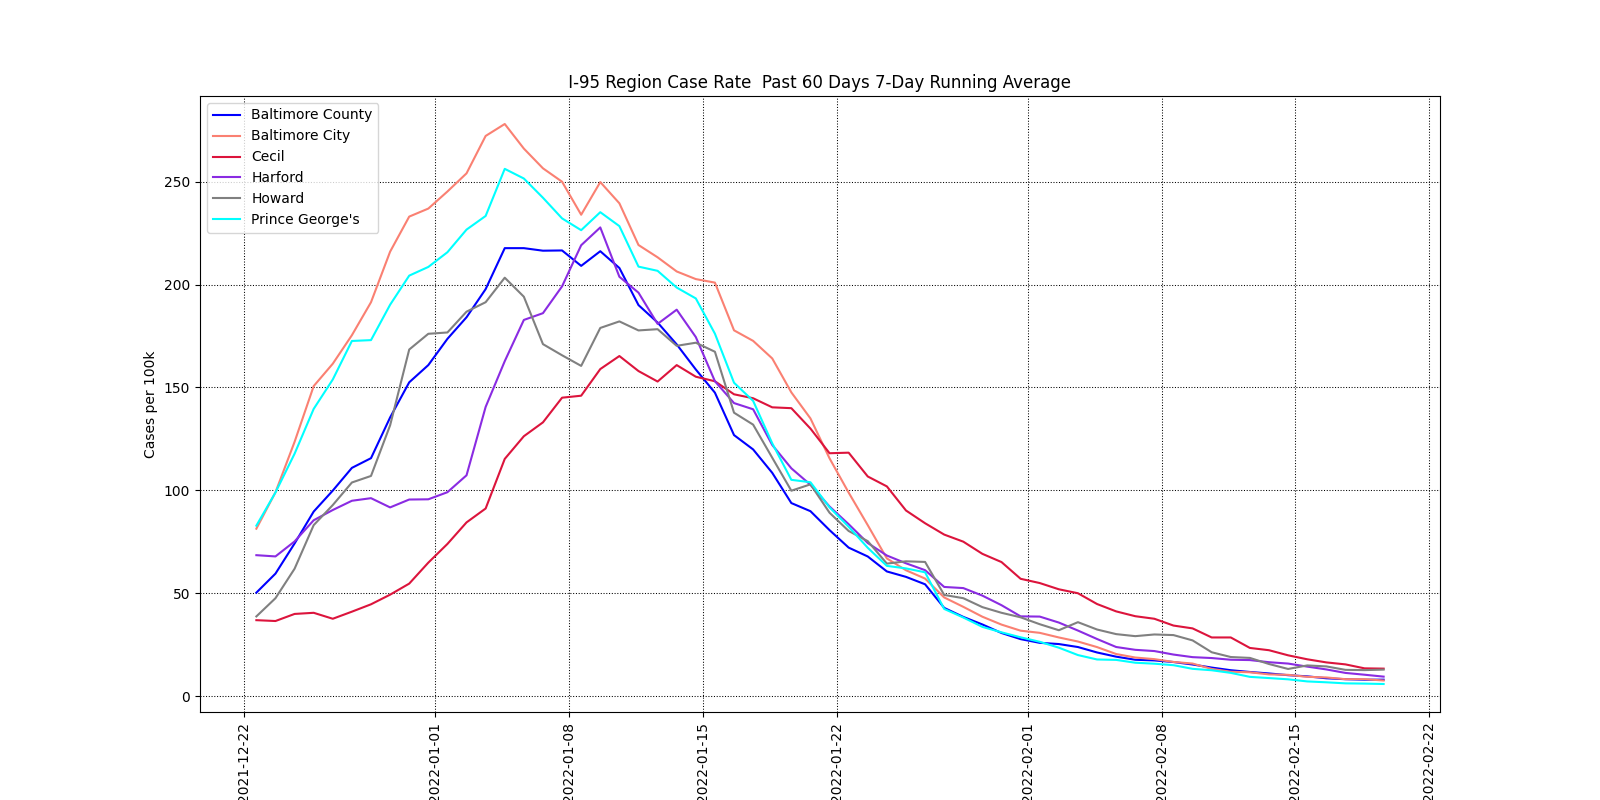 I-95 Region Case Rate  Past 60 Days 7-Day Running Average
Baltimore County
Baltimore City
Cecil
Harford
Howard
Prince George's
Cases per 100k
250
200
150
100
50
0
2021-12-22
2022-01-01
2022-01-08
2022-01-15
2022-01-22
2022-02-01
2022-02-08
2022-02-15
2022-02-22